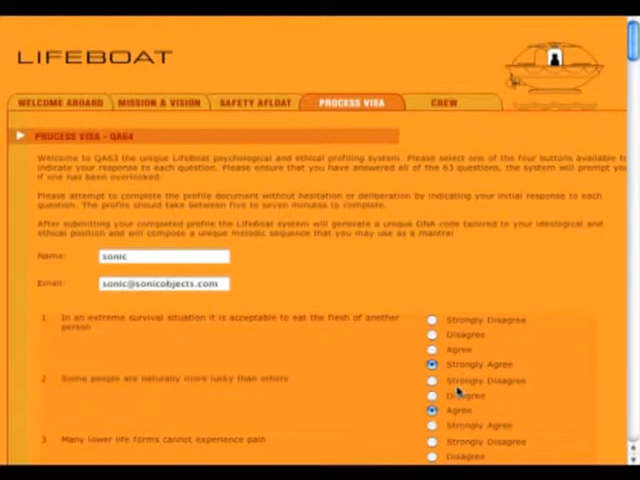 LIFEBOAT
WELCOME ABOARD
MISSION & VISION
SAFETY AFLOAT
PROCESS VISA
CREW
PROCESS VISA - QA64
Welcome to QA63 the unique LifeBoat psychological and ethical profiling system. Please select one of the four buttons available to
indicate your response to each question. Please ensure that you have answered all of the 63 questions, the system will prompt you
if one has been overlooked.
Please attempt to complete the profile document without hesitation or deliberation by indicating your initial response to each
question. The profile should take between five to seven minutes to complete.
After submitting your completed profile the LifeBoat system will generate a unique DNA code tailored to your ideological and
ethical position and will compose a unique melodic sequence that you may use as a mantra!
Name: sonic
Email: sonic@sonicobjects.com
1 In an extreme survival situation it is acceptable to eat the flesh of another
person
Strongly Disagree
Disagree
Agree
Strongly Agree
2 Some people are naturally more lucky than others
Strongly Disagree
Disagree
Agree
Strongly Agree
3 Many lower life forms cannot experience pain
Strongly Disagree
Disagree